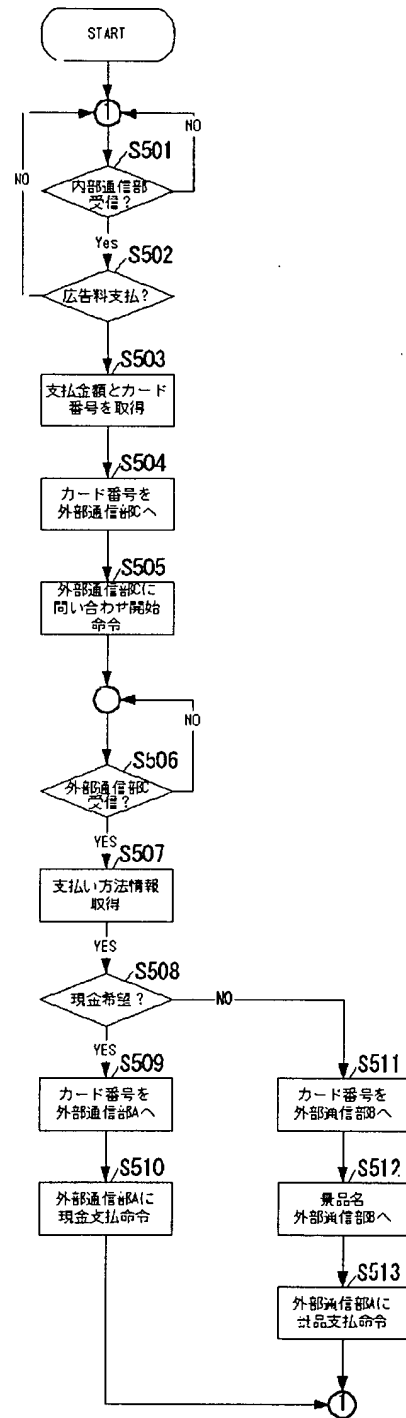 START
1
NO
S501
内部通信部
受信?
NO
Yes
S502
広告料支払?
S503
支払金額とカード
番号を取得
S504
カード番号を
外部通信部Cへ
S505
外部通信部Cに
問い合わせ開始
命令
NO
S506
外部通信部C
受信?
YES
S507
支払い方法情報
取得
YES
S508
現金希望?
NO
YES
S509
カード番号を
外部通信部Aへ
S510
外部通信部Aに
現金支払命令
S511
カード番号を
外部通信部Bへ
S512
景品名
外部通信部Bへ
S513
外部通信部Aに
景品支払命令
1